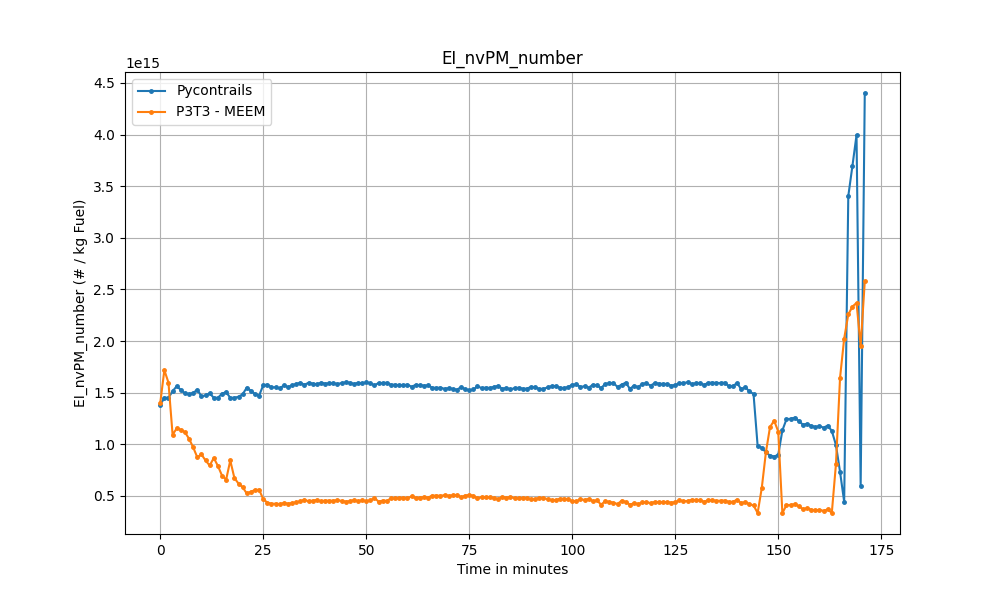 EI_nvPM_number
1e15
Pycontrails
P3T3 - MEEM
4.5
4.0
3.5
3.0
2.5
2.0
1.5
1.0
0.5
EI_nvPM_number (# / kg Fuel)
0
25
50
75
100
125
150
175
Time in minutes